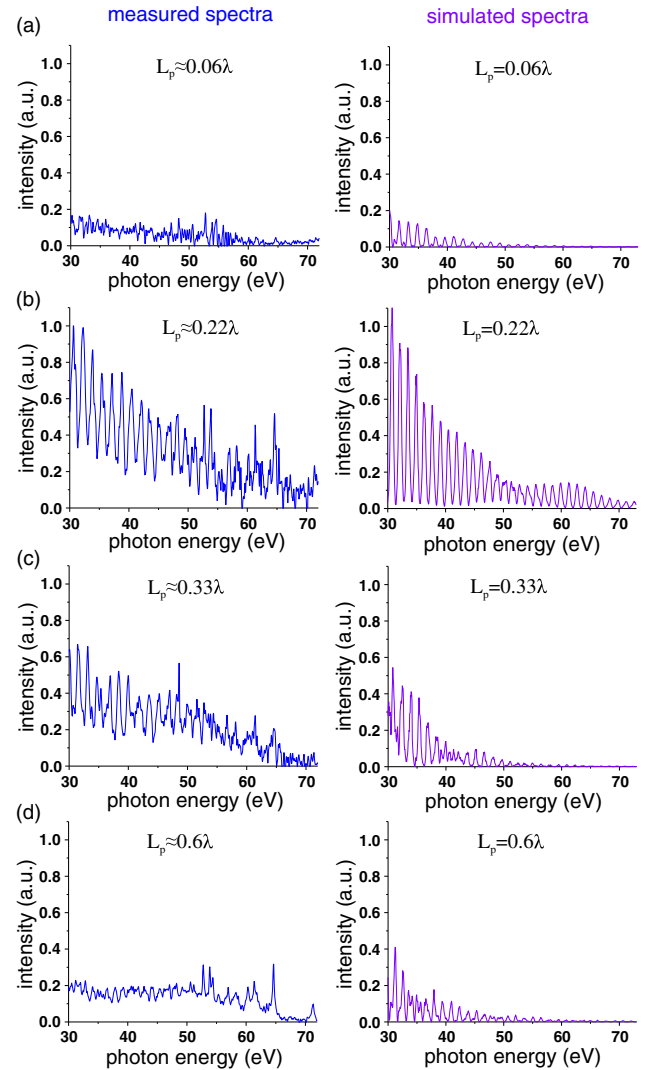 measured spectra
simulated spectra
(a)
Lp≈0.06λ
intensity (a.u.)
1.0
0.8
0.6
0.4
0.2
0.0
30 40 50 60 70
photon energy (eV)
Lp=0.06λ
intensity (a.u.)
1.0
0.8
0.6
0.4
0.2
0.0
30 40 50 60 70
photon energy (eV)
(b)
Lp≈0.22λ
intensity (a.u.)
1.0
0.8
0.6
0.4
0.2
0.0
30 40 50 60 70
photon energy (eV)
Lp=0.22λ
intensity (a.u.)
1.0
0.8
0.6
0.4
0.2
0.0
30 40 50 60 70
photon energy (eV)
(c)
Lp≈0.33λ
intensity (a.u.)
1.0
0.8
0.6
0.4
0.2
0.0
30 40 50 60 70
photon energy (eV)
Lp=0.33λ
intensity (a.u.)
1.0
0.8
0.6
0.4
0.2
0.0
30 40 50 60 70
photon energy (eV)
(d)
Lp≈0.6λ
intensity (a.u.)
1.0
0.8
0.6
0.4
0.2
0.0
30 40 50 60 70
photon energy (eV)
Lp=0.6λ
intensity (a.u.)
1.0
0.8
0.6
0.4
0.2
0.0
30 40 50 60 70
photon energy (eV)